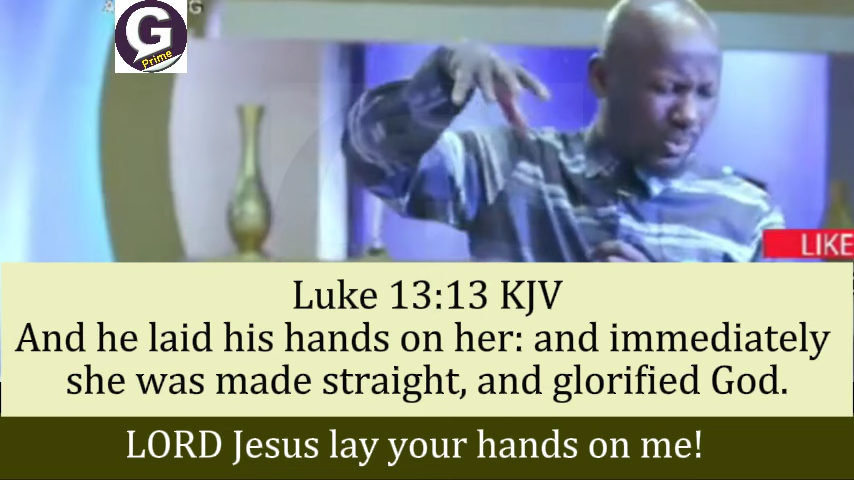 G
Prime
LIKE
Luke 13:13 KJV
And he laid his hands on her: and immediately
she was made straight, and glorified God.
LORD Jesus lay your hands on me!